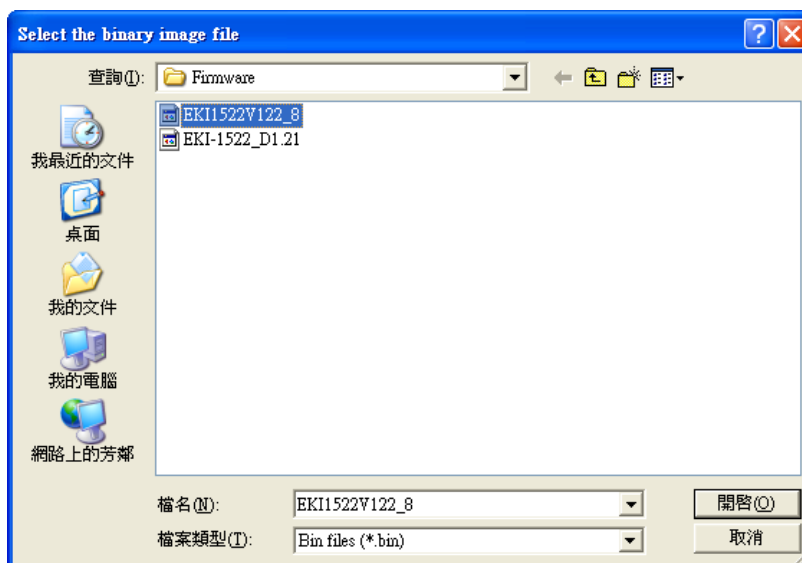 Select the binary image file
查詢(I): Firmware
EKI1522V122_8
EKI-1522_D1.21
我最近的文件
桌面
我的文件
我的電腦
網路上的芳鄰
檔名(N): EKI1522V122_8 開啓(O)
檔案類型(T): Bin files (*.bin) 取消